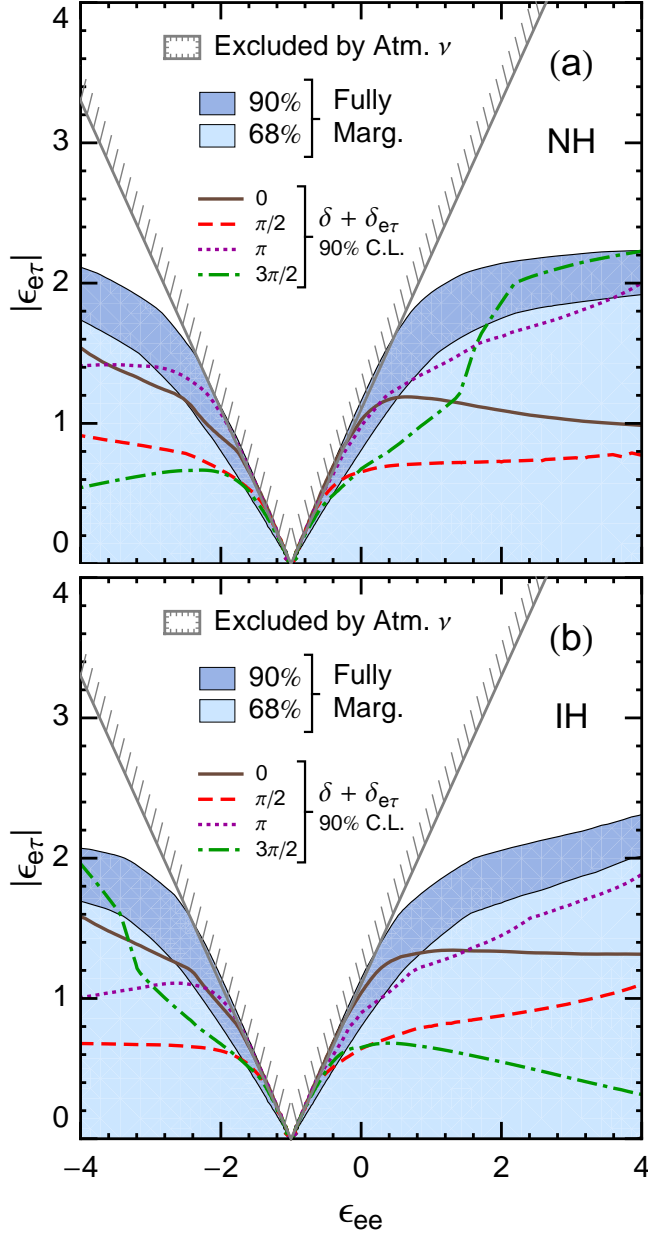 4
Excluded by Atm. ν
(a)
90%
Fully
68%
Marg.
NH
3
0
π/2
δ + δeτ
π
90% C.L.
3π/2
|ϵeτ|
2
1
0
4
Excluded by Atm. ν
(b)
90%
Fully
68%
Marg.
IH
3
0
π/2
δ + δeτ
π
90% C.L.
3π/2
|ϵeτ|
2
1
0
−4 −2 0 2 4
ϵee